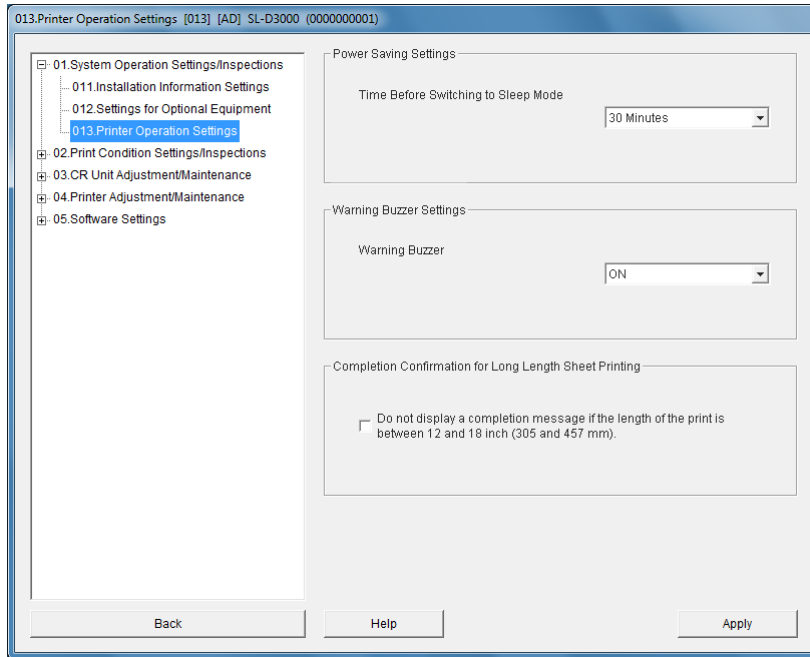 013.Printer Operation Settings [013] [AD] SL-D3000 (0000000001)
01.System Operation Settings/Inspections
011.Installation Information Settings
012.Settings for Optional Equipment
013.Printer Operation Settings
02.Print Condition Settings/Inspections
03.CR Unit Adjustment/Maintenance
04.Printer Adjustment/Maintenance
05.Software Settings
Power Saving Settings
Time Before Switching to Sleep Mode
30 Minutes
Warning Buzzer Settings
Warning Buzzer
ON
Completion Confirmation for Long Length Sheet Printing
Do not display a completion message if the length of the print is
between 12 and 18 inch (305 and 457 mm).
Back
Help
Apply